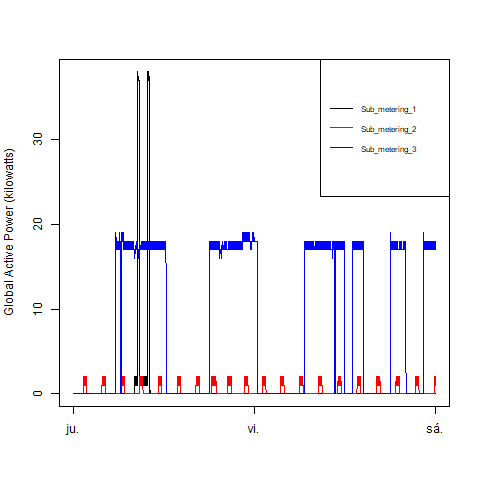 Global Active Power (kilowatts)
30
20
10
0
Sub_metering_1
Sub_metering_2
Sub_metering_3
ju.
vi.
sá.